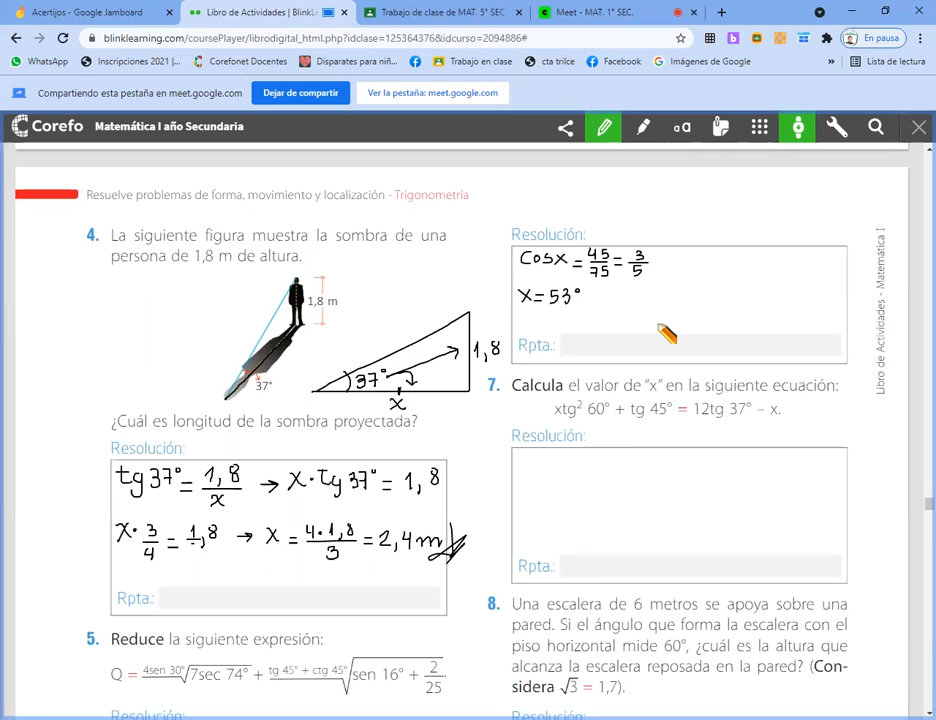 Acertijos - Google Jamboard
Libro de Actividades | BlinkLe
Trabajo de clase de MAT. 5° SEC.
Meet - MAT. 1° SEC.
blinklearning.com/coursePlayer/librodigital_html.php?idclase=125364376&idcurso=2094886#
En pausa
WhatsApp
Inscripciones 2021 |...
Corefonet Docentes
Disparates para niñ...
Trabajo en clase
cta trilce
Facebook
Imágenes de Google
»
Lista de lectura
Compartiendo esta pestaña en meet.google.com
Dejar de compartir
Ver la pestaña: meet.google.com
Corefo
Matemática I año Secundaria
aA
Resuelve problemas de forma, movimiento y localización - Trigonometría
4. La siguiente figura muestra la sombra de una
persona de 1,8 m de altura.
1,8 m
37°
37°
1,8
x
¿Cuál es longitud de la sombra proyectada?
Resolución:
tg 37° = 1,8/x → x · Tg 37° = 1,8
x · 3/4 = 1,8 → x = 4·1,8/3 = 2,4 m
Rpta.:
5. Reduce la siguiente expresión:
Q = 4sen 30°√7sec 74° + tg 45° + ctg 45°√sen 16° + 2/25
Resolución:
Resolución:
Cosx = 45/75 = 3/5
x = 53°
Rpta.:
7. Calcula el valor de “x” en la siguiente ecuación:
xtg² 60° + tg 45° = 12tg 37° – x.
Resolución:
Rpta.:
8. Una escalera de 6 metros se apoya sobre una
pared. Si el ángulo que forma la escalera con el
piso horizontal mide 60°, ¿cuál es la altura que
alcanza la escalera reposada en la pared? (Con-
sidera √3 = 1,7).
Resolución:
Libro de Actividades - Matemática I